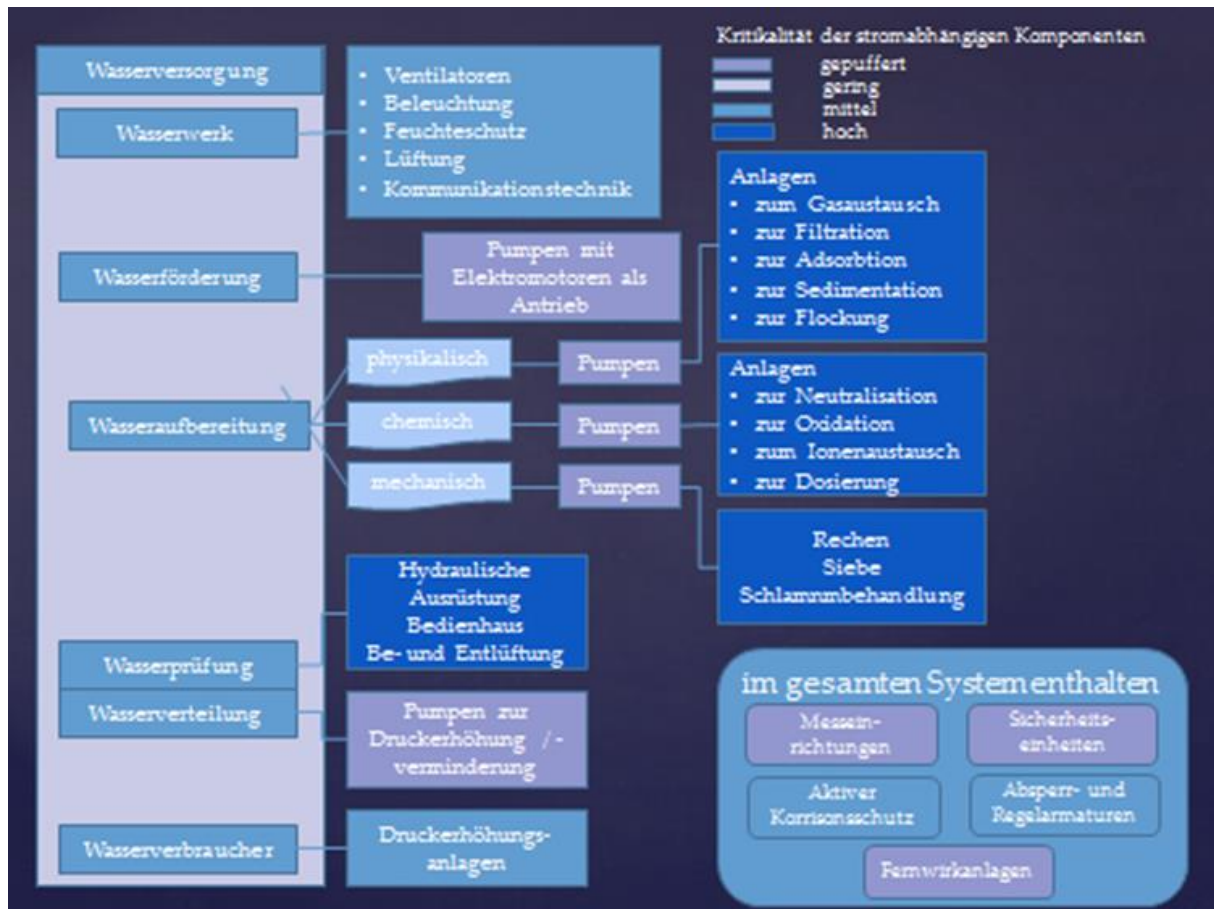 Wasserversorgung
Wasserwerk
Wasserförderung
Wasseraufbereitung
Wasserprüfung
Wasserverteilung
Wasserverbraucher
▪ Ventilatoren
▪ Beleuchtung
▪ Feuchteschutz
▪ Lüftung
▪ Kommunikationstechnik
Pumpen mit
Elektromotoren als
Antrieb
physikalisch
Pumpen
chemisch
Pumpen
mechanisch
Pumpen
Hydraulische
Ausrüstung
Bedienhaus
Be- und Entlüftung
Pumpen zur
Druckerhöhung / -
verminderung
Druckerhöhungs-
anlagen
Kritikalität der stromabhängigen Komponenten
gepuffert
gering
mittel
hoch
Anlagen
▪ zum Gasaustausch
▪ zur Filtration
▪ zur Adsorbtion
▪ zur Sedimentation
▪ zur Flockung
Anlagen
▪ zur Neutralisation
▪ zur Oxidation
▪ zum Ionenaustausch
▪ zur Dosierung
Rechen
Siebe
Schlammbehandlung
im gesamten System enthalten
Messein-
richtungen
Sicherheits-
einheiten
Aktiver
Korrisonsschutz
Absperr- und
Regelarmaturen
Fernwirkanlagen